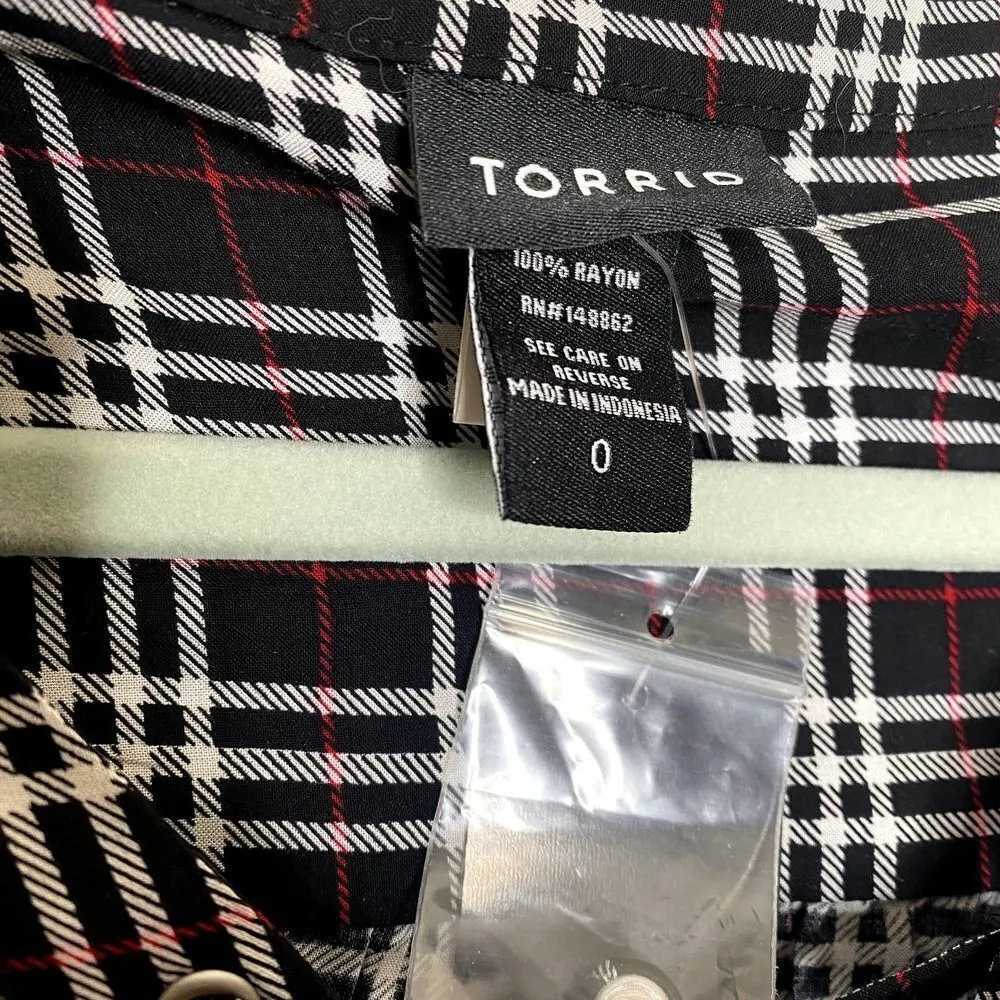 TORRID
100% RAYON
RN#148862
SEE CARE ON
REVERSE
MADE IN INDONESIA
0